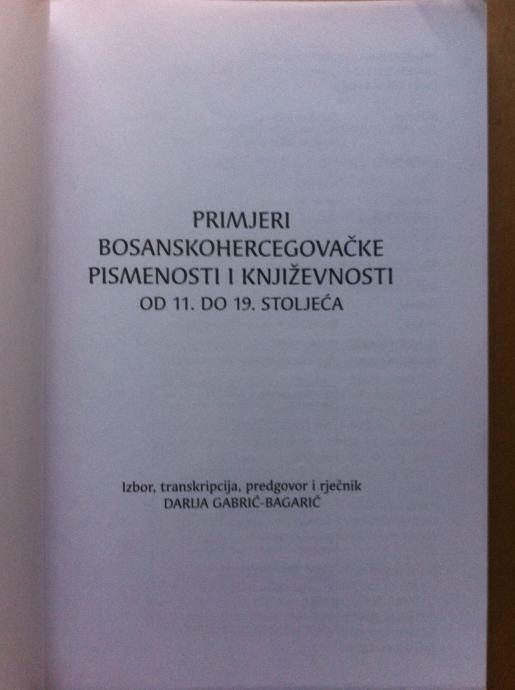 PRIMJERI
BOSANSKOHERCEGOVAČKE
PISMENOSTI I KNJIŽEVNOSTI
OD 11. DO 19. STOLJEĆA
Izbor, transkripcija, predgovor i rječnik
DARIJA GABRIĆ-BAGARIĆ